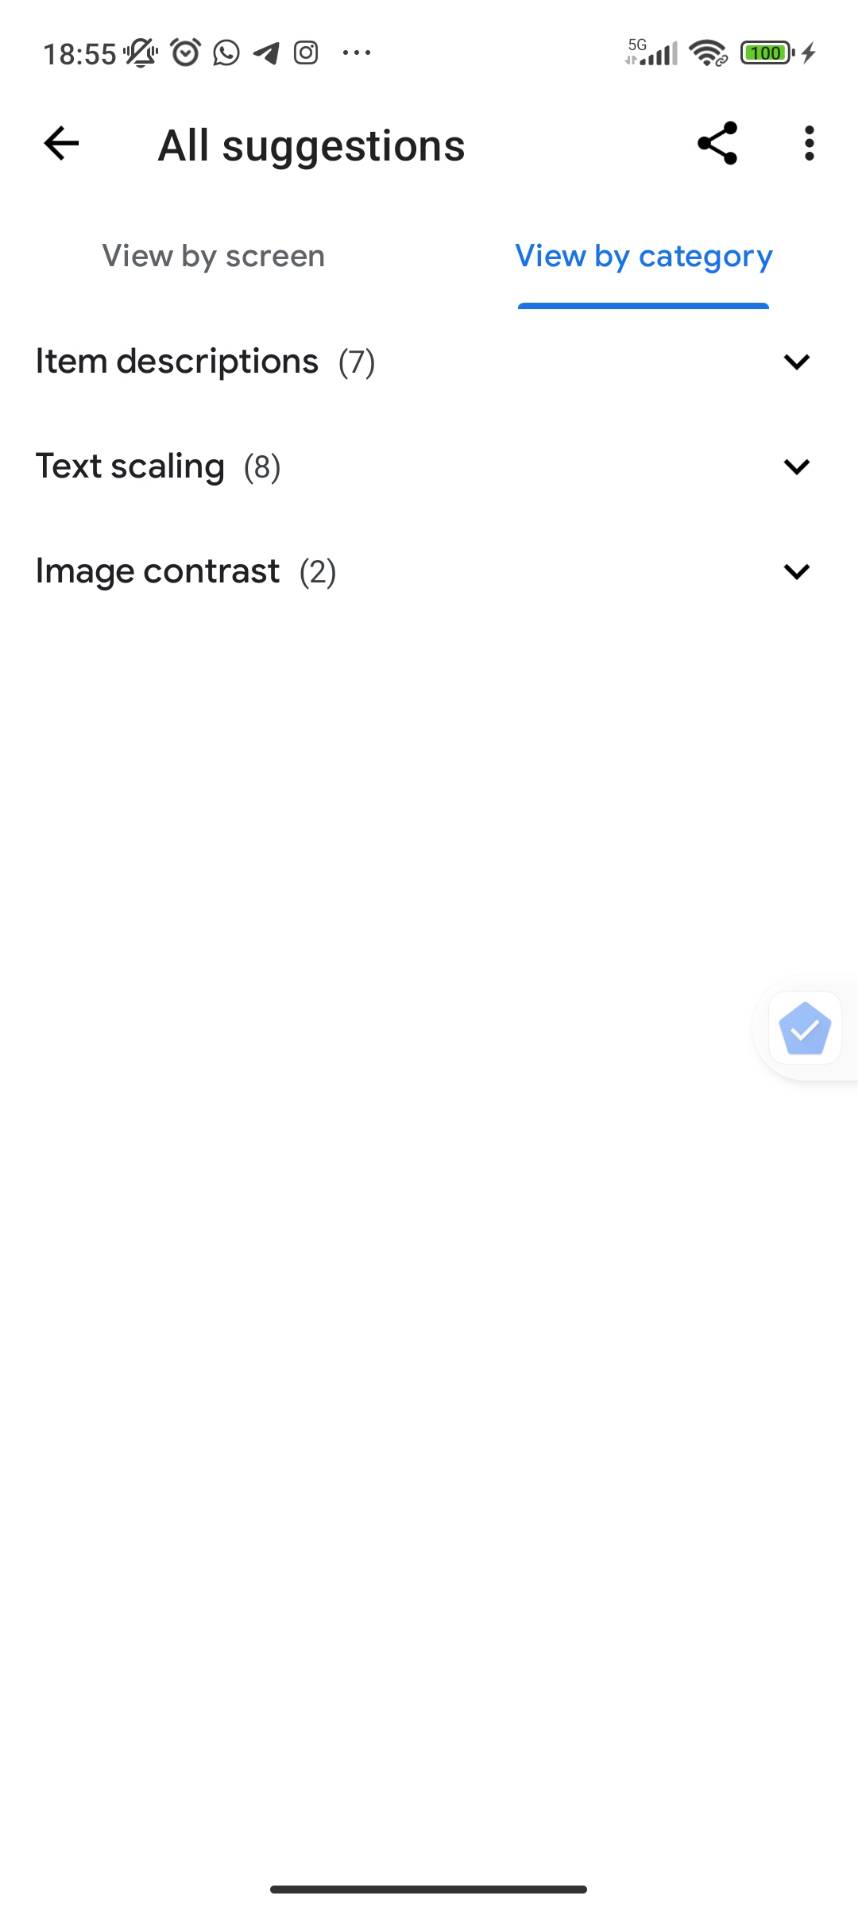 18:55 5G 100
All suggestions
View by screen View by category
Item descriptions (7)
Text scaling (8)
Image contrast (2)